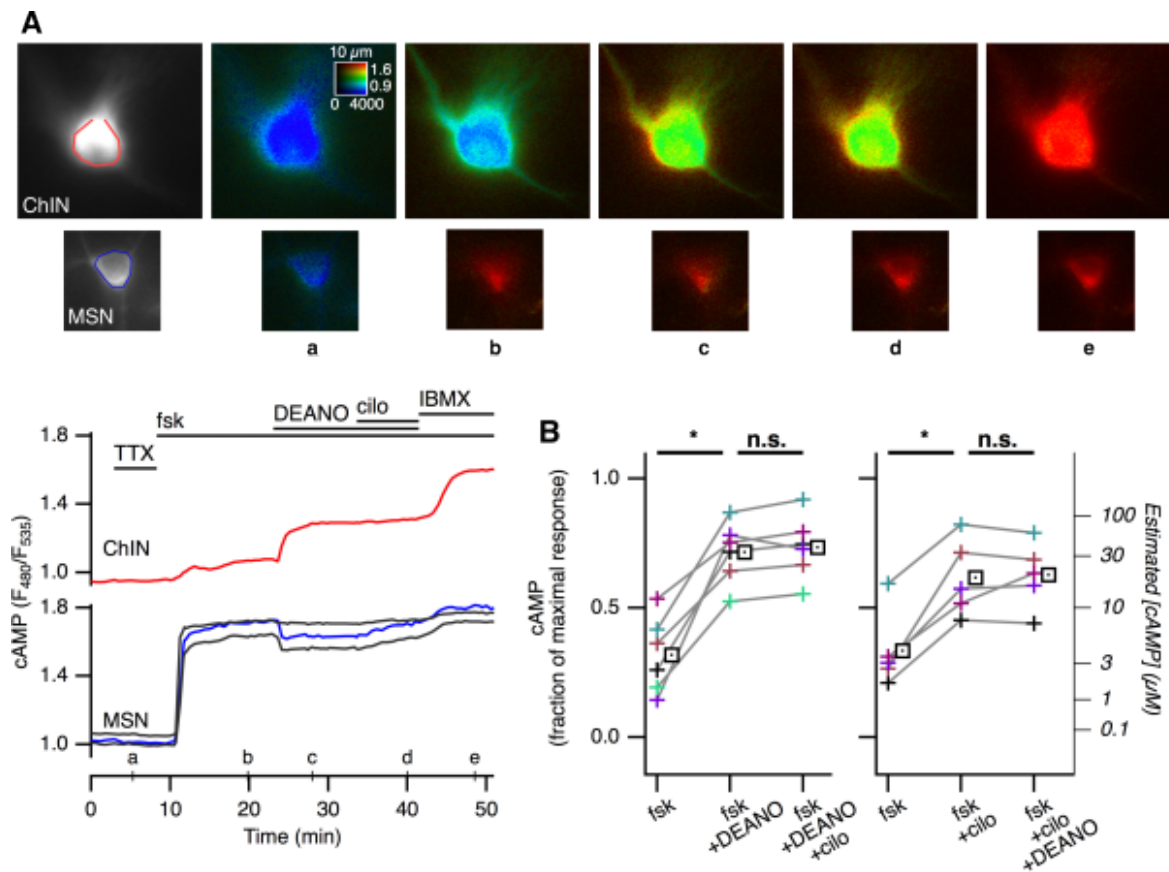 A
10 µm
1.6
0.9
0 4000
ChIN
MSN
a b c d e
IBMX
DEANO cilo
fsk
TTX
1.8
1.4
1.0
ChIN
cAMP (F480/F535)
1.8
1.4
1.0
MSN
a b c d e
0 10 20 30 40 50
Time (min)
B
* n.s. * n.s.
cAMP
(fraction of maximal response)
1.0
0.5
0.0
100
30
10
3
1
0.1
Estimated [cAMP] (µM)
fsk
fsk
+DEANO
fsk
+DEANO
+cilo
fsk
fsk
+cilo
fsk
+cilo
+DEANO